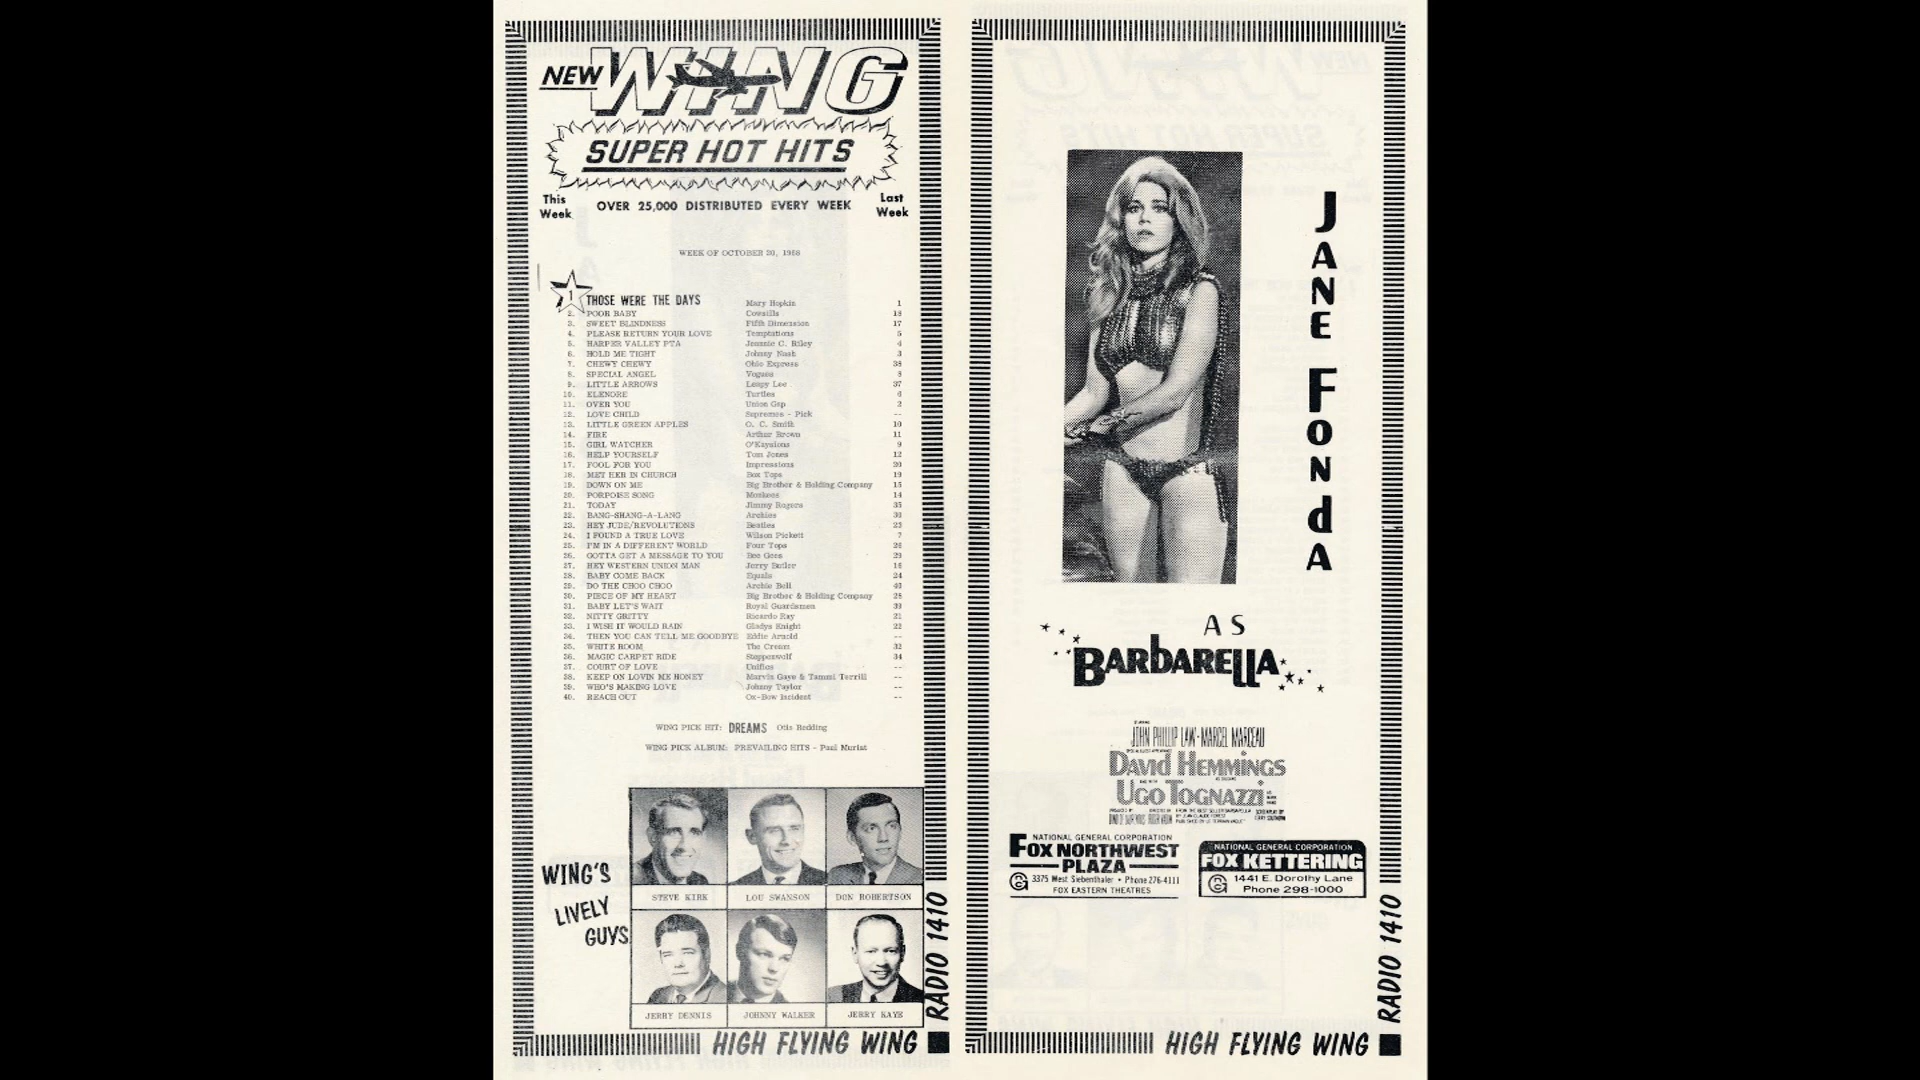 NEW WING
SUPER HOT HITS
This Week
OVER 25,000 DISTRIBUTED EVERY WEEK
Last Week
WEEK OF OCTOBER 30, 1968
1 THOSE WERE THE DAYS Mary Hopkin 1
2. POOR BABY Cowsills 18
3. SWEET BLINDNESS Fifth Dimension 17
4. PLEASE RETURN YOUR LOVE Temptations 5
5. HARPER VALLEY PTA Jeannie C. Riley 4
6. HOLD ME TIGHT Johnny Nash 3
7. CHEWY CHEWY Ohio Express 38
8. SPECIAL ANGEL Vogues 8
9. LITTLE ARROWS Leapy Lee 37
10. ELENORE Turtles 6
11. OVER YOU Union Gap 2
12. LOVE CHILD Supremes - Pick --
13. LITTLE GREEN APPLES O. C. Smith 10
14. FIRE Arthur Brown 11
15. GIRL WATCHER O'Kaysions 9
16. HELP YOURSELF Tom Jones 12
17. FOOL FOR YOU Impressions 20
18. MET HER IN CHURCH Box Tops 19
19. DOWN ON ME Big Brother & Holding Company 15
20. PORPOISE SONG Monkees 14
21. TODAY Jimmy Rogers 35
22. BANG-SHANG-A-LANG Archies 30
23. HEY JUDE/REVOLUTIONS Beatles 23
24. I FOUND A TRUE LOVE Wilson Pickett 7
25. I'M IN A DIFFERENT WORLD Four Tops 26
26. GOTTA GET A MESSAGE TO YOU Bee Gees 29
27. HEY WESTERN UNION MAN Jerry Butler 16
28. BABY COME BACK Equals 24
29. DO THE CHOO CHOO Archie Bell 40
30. PIECE OF MY HEART Big Brother & Holding Company 28
31. BABY LET'S WAIT Royal Guardsmen 39
32. NITTY GRITTY Ricardo Ray 21
33. I WISH IT WOULD RAIN Gladys Knight 22
34. THEN YOU CAN TELL ME GOODBYE Eddie Arnold --
35. WHITE ROOM The Cream 32
36. MAGIC CARPET RIDE Steppenwolf 34
37. COURT OF LOVE Unifics --
38. KEEP ON LOVIN ME HONEY Marvin Gaye & Tammi Terrill --
39. WHO'S MAKING LOVE Johnny Taylor --
40. REACH OUT Ox-Bow Incident --
WING PICK HIT: DREAMS Otis Redding
WING PICK ALBUM: PREVAILING HITS - Paul Muriat
WING'S
LIVELY
GUYS
STEVE KIRK LOU SWANSON DON ROBERTSON
JERRY DENNIS JOHNNY WALKER JERRY KAYE
RADIO 1410
HIGH FLYING WING
JANE FONDA
AS
BARBARELLA
JOHN PHILLIP LAW · MARCEL MARCEAU
DAVID HEMMINGS
UGO TOGNAZZI
NATIONAL GENERAL CORPORATION
FOX NORTHWEST
PLAZA
3375 West Siebenthaler • Phone 276-4111
FOX EASTERN THEATRES
NATIONAL GENERAL CORPORATION
FOX KETTERING
1441 E. Dorothy Lane
Phone 298-1000
RADIO 1410
HIGH FLYING WING